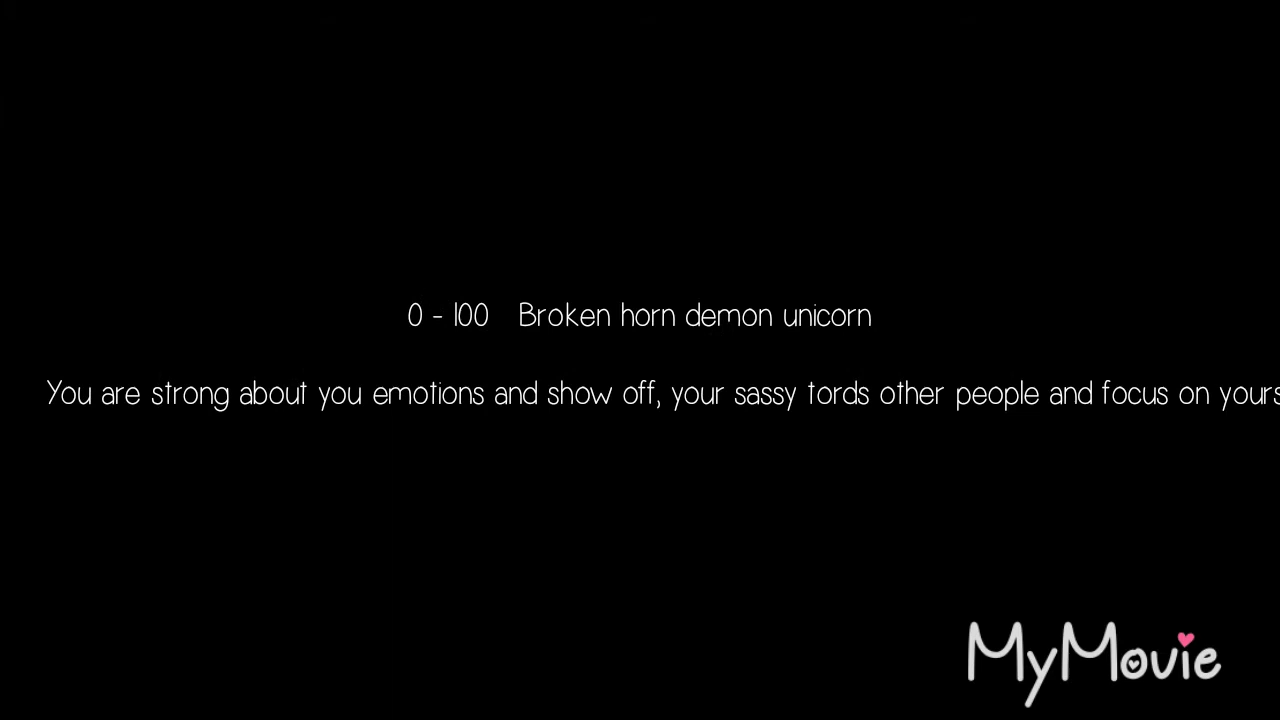 0 - 100 Broken horn demon unicorn
You are strong about you emotions and show off, your sassy tords other people and focus on yours
MyMovie